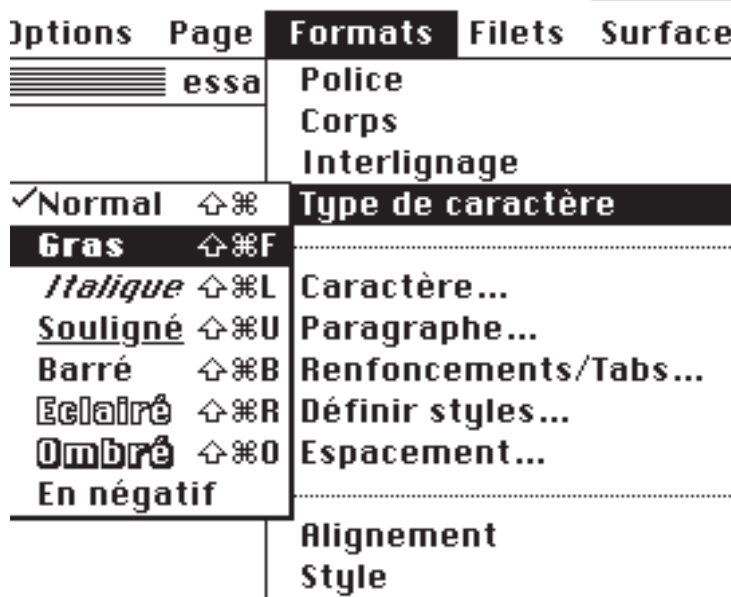 Options Page Formats Filets Surface
essa
Police
Corps
Interlignage
Type de caractère
Caractère...
Paragraphe...
Renfoncements/Tabs...
Définir styles...
Espacement...
Alignement
Style
✓Normal ⇧⌘
Gras ⇧⌘F
Italique ⇧⌘L
Souligné ⇧⌘U
Barré ⇧⌘B
Eclairé ⇧⌘R
Ombré ⇧⌘O
En négatif